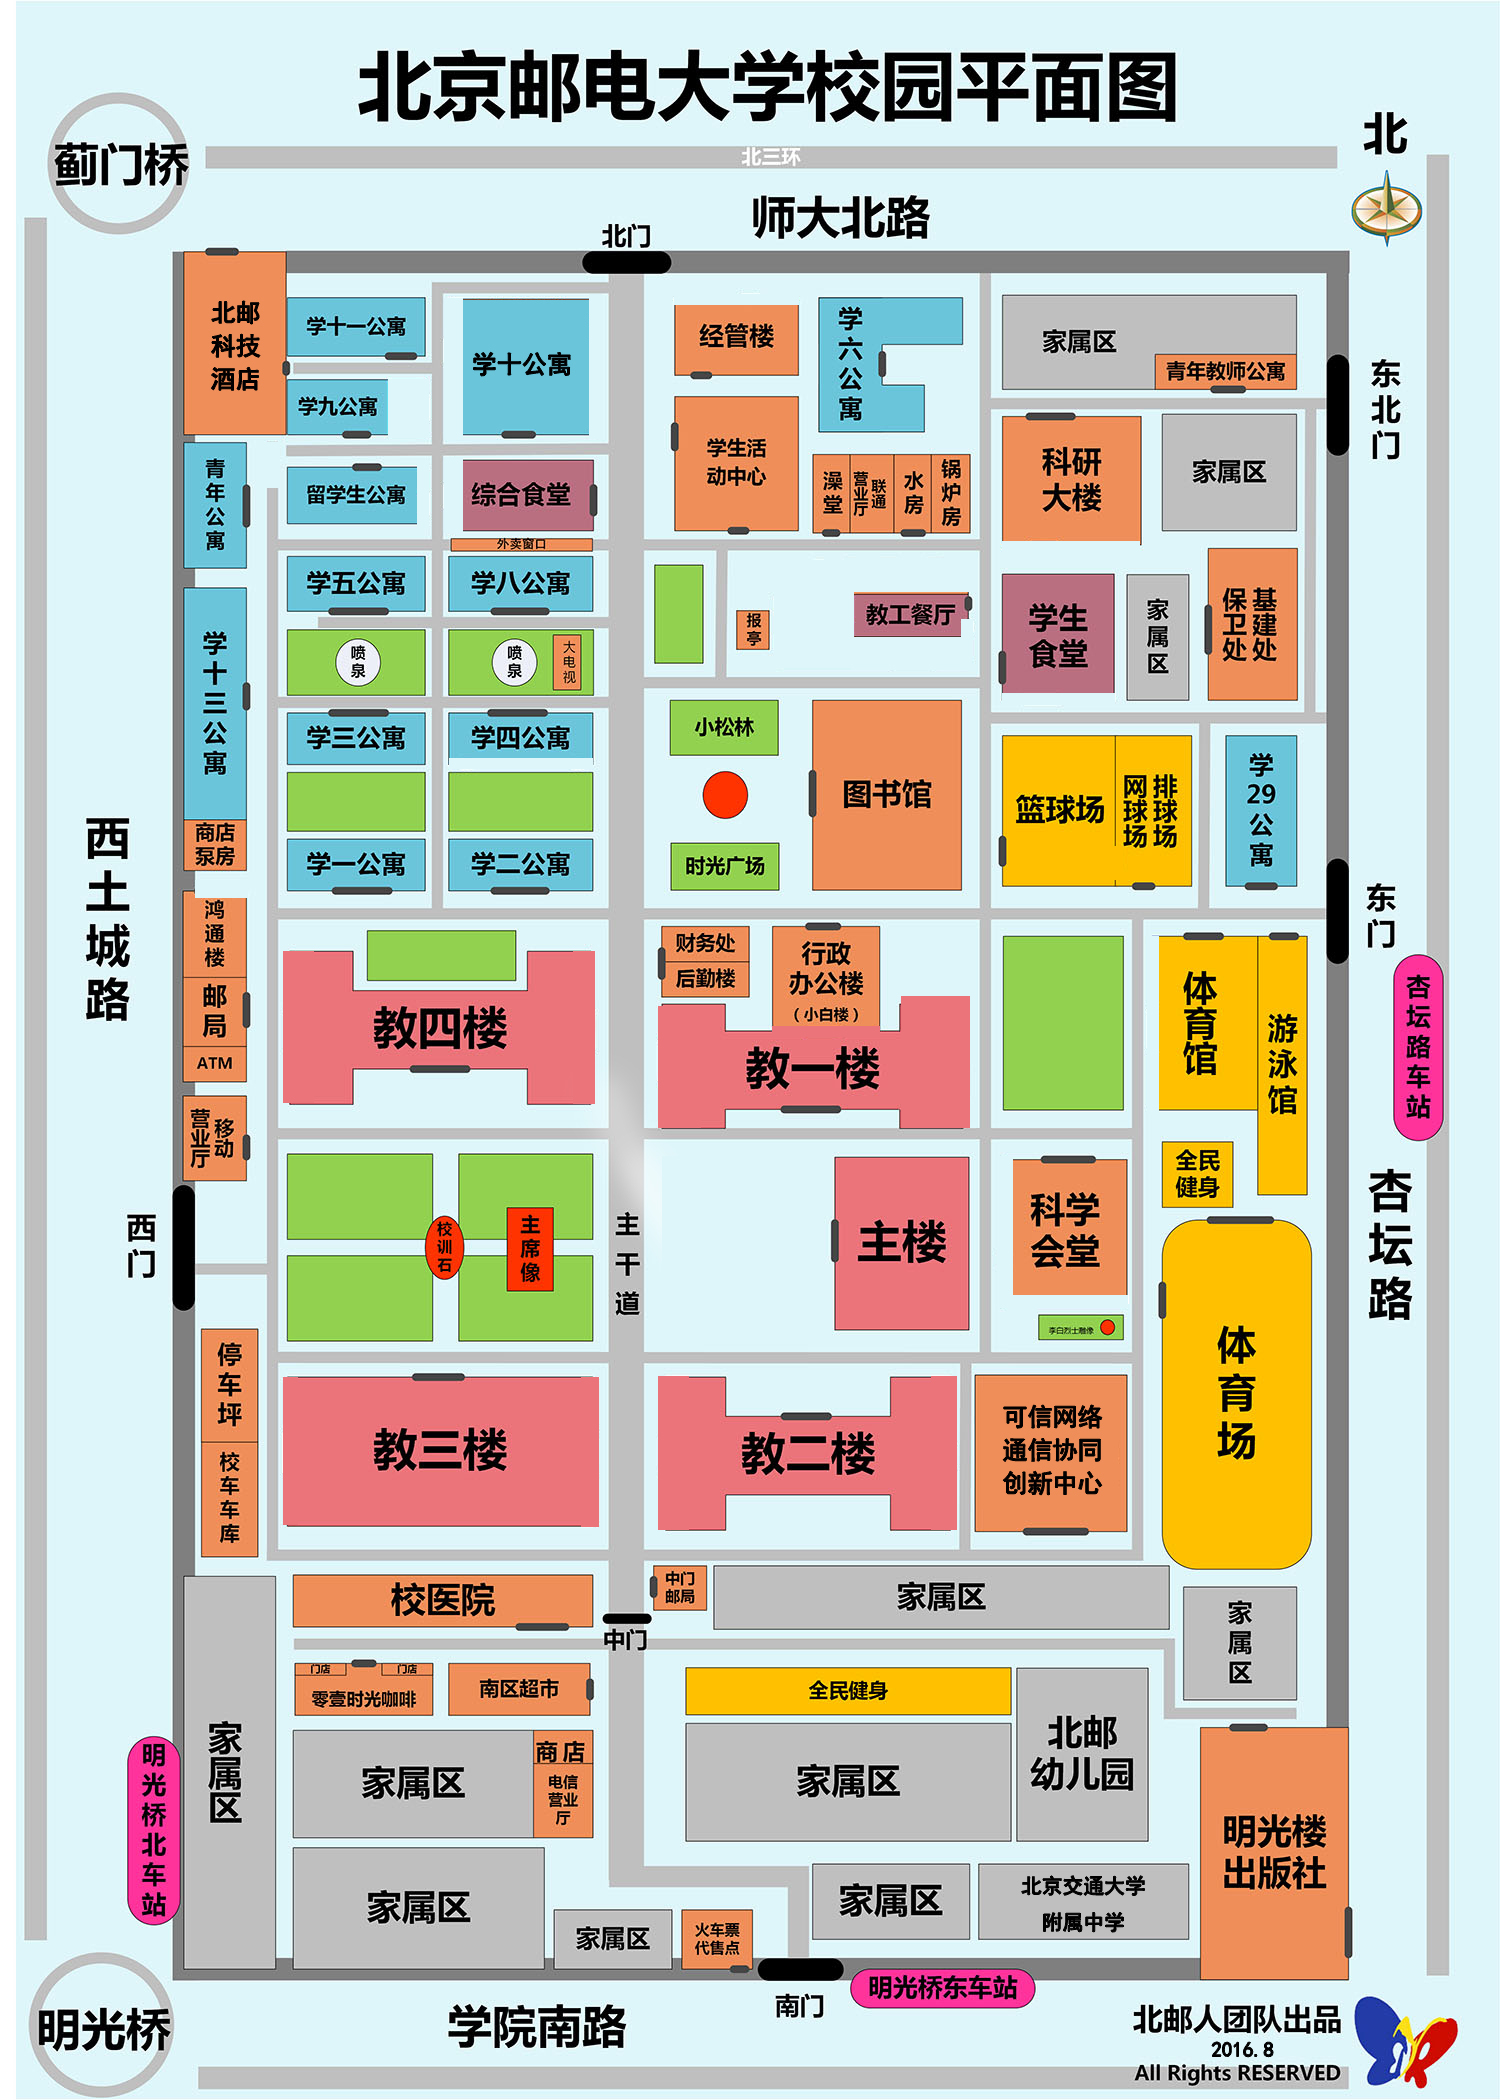 北京邮电大学校园平面图
北
蓟门桥
北三环
师大北路
北门
北邮
科技
酒店
学十一公寓
学九公寓
学十公寓
经管楼
学六公寓
家属区
青年教师公寓
东北门
青年公寓
留学生公寓
综合食堂
外卖窗口
学生活
动中心
澡堂
联通
营业厅
水房
锅炉房
科研
大楼
家属区
学五公寓
学八公寓
喷泉
喷泉
大电视
报亭
教工餐厅
学生
食堂
家属区
基建处
保卫处
学十三公寓
商店
泵房
学三公寓
学四公寓
学一公寓
学二公寓
小松林
时光广场
图书馆
篮球场
网球场
排球场
学29公寓
东门
西土城路
鸿通楼
邮局
ATM
移动
营业厅
教四楼
财务处
后勤楼
行政
办公楼
（小白楼）
教一楼
体育馆
游泳馆
全民
健身
杏坛路车站
杏坛路
西门
校训石
主席像
主干道
主楼
科学
会堂
李白烈士雕像
体育场
停车坪
校车车库
教三楼
教二楼
可信网络
通信协同
创新中心
校医院
中门
中门
邮局
家属区
家属区
门店
门店
零壹时光咖啡
南区超市
全民健身
家属区
家属区
商店
电信
营业
厅
家属区
北邮
幼儿园
明光楼
出版社
明光桥北车站
家属区
家属区
火车票
代售点
家属区
北京交通大学
附属中学
南门
明光桥东车站
明光桥
学院南路
北邮人团队出品
2016.8
All Rights RESERVED